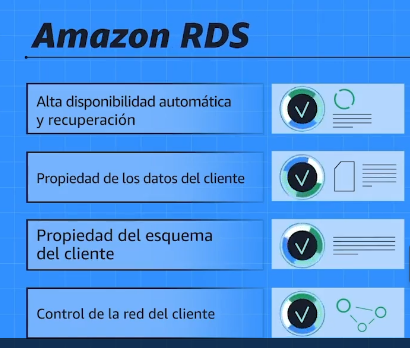 Amazon RDS
Alta disponibilidad automática
y recuperación
Propiedad de los datos del cliente
Propiedad del esquema
del cliente
Control de la red del cliente